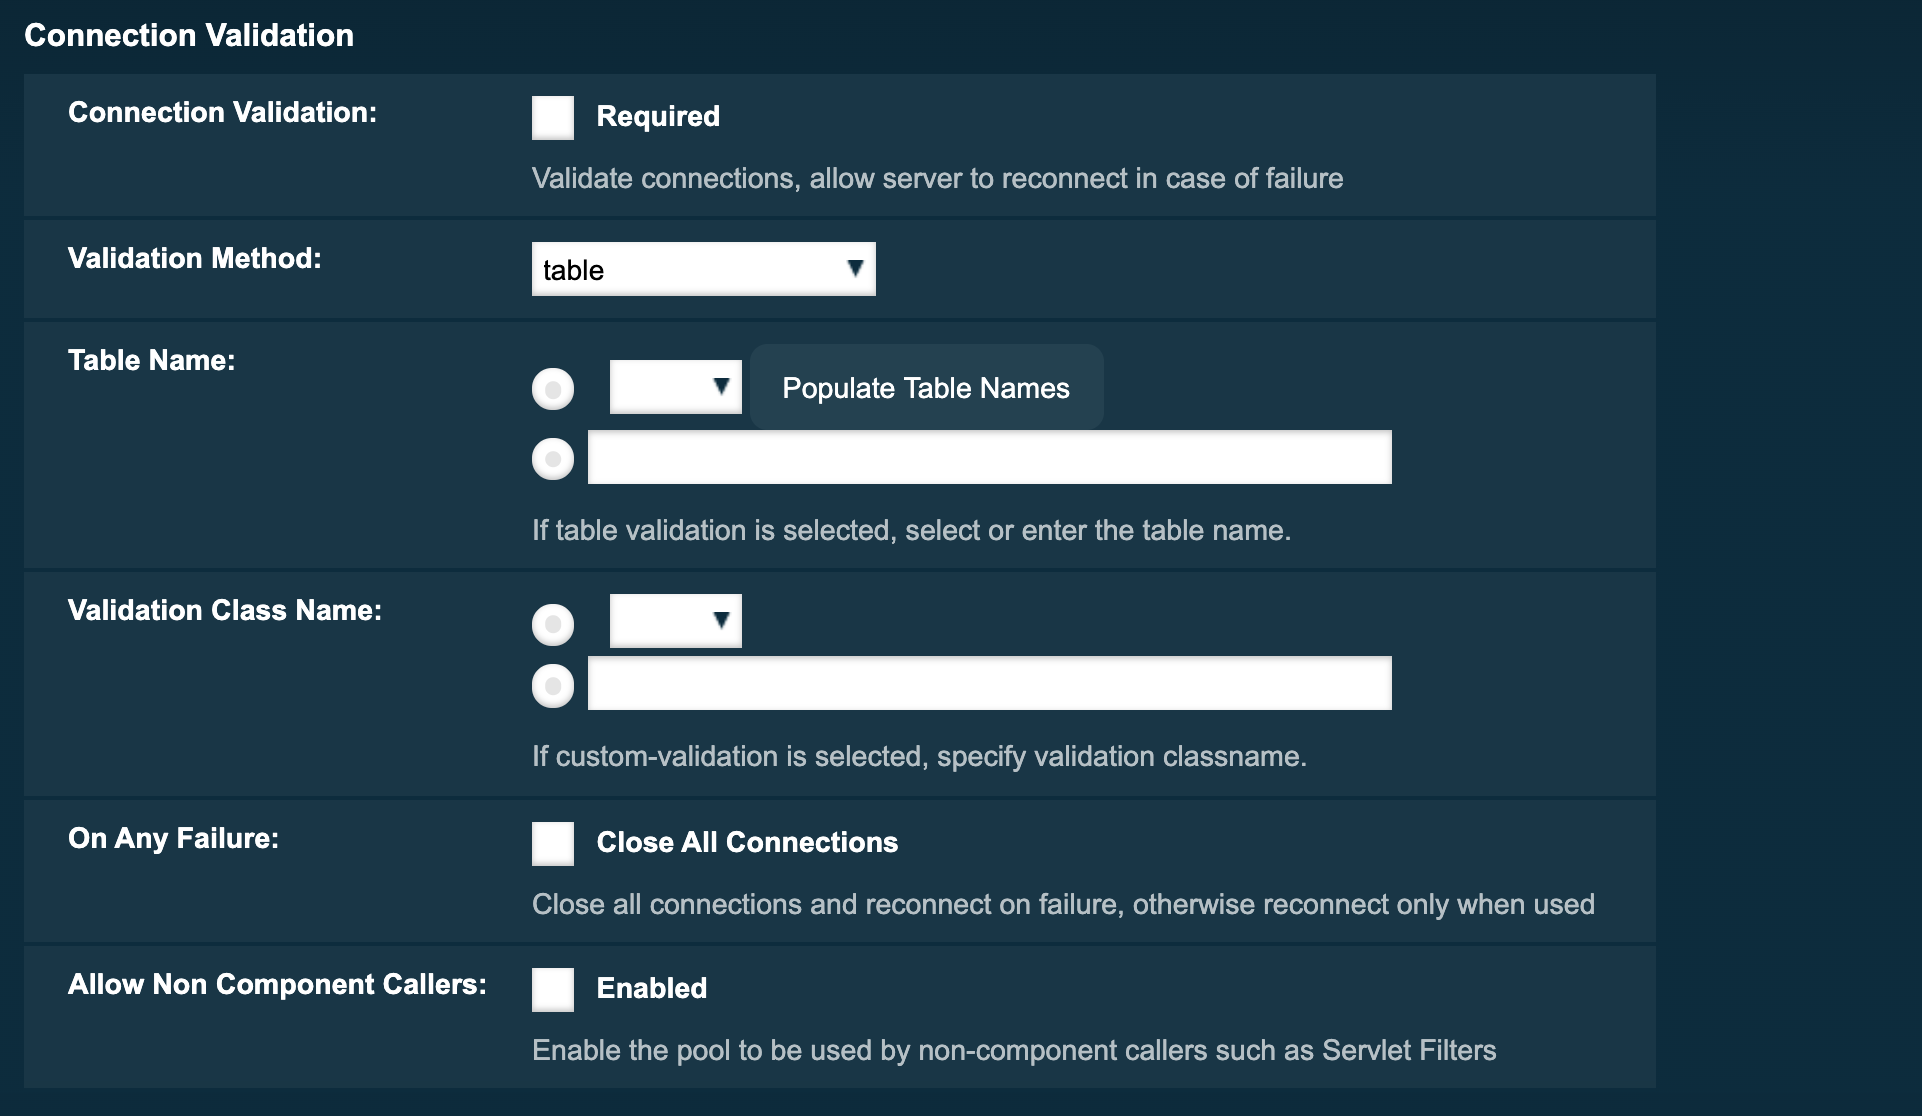 Connection Validation
Connection Validation:
Required
Validate connections, allow server to reconnect in case of failure
Validation Method:
table
Table Name:
Populate Table Names
If table validation is selected, select or enter the table name.
Validation Class Name:
If custom-validation is selected, specify validation classname.
On Any Failure:
Close All Connections
Close all connections and reconnect on failure, otherwise reconnect only when used
Allow Non Component Callers:
Enabled
Enable the pool to be used by non-component callers such as Servlet Filters